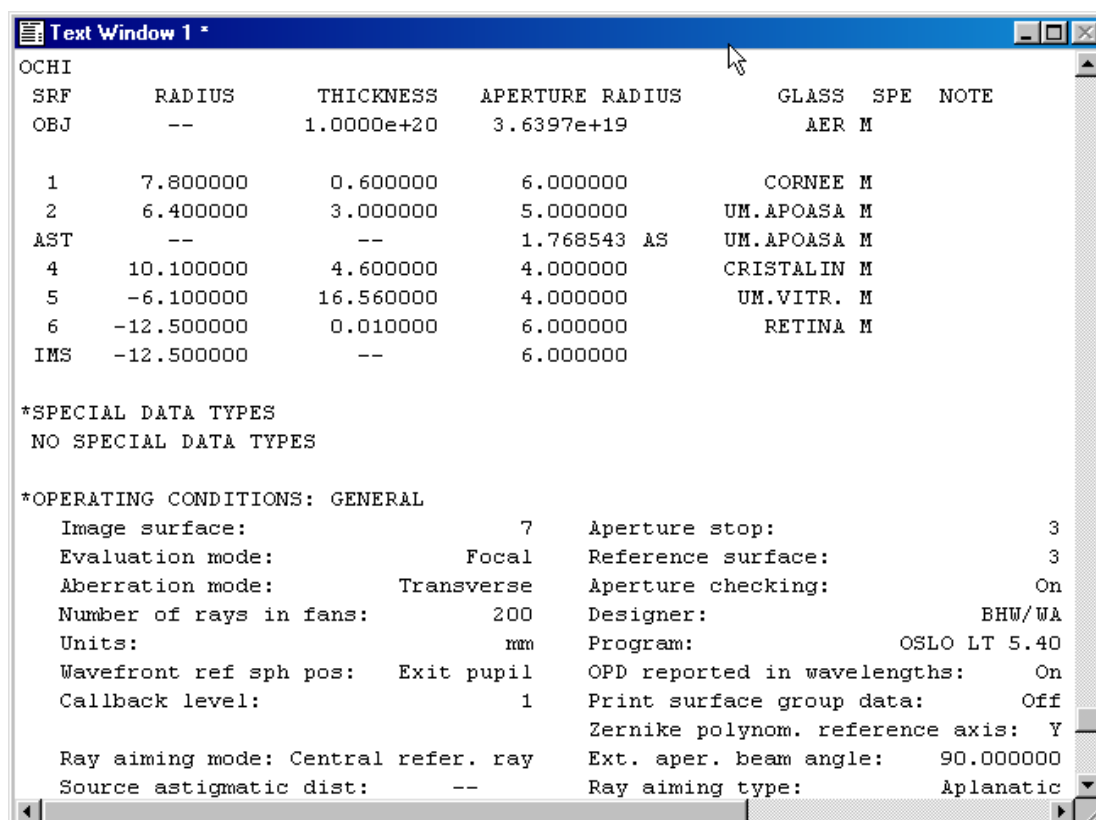 Text Window 1 *
OCHI
SRF RADIUS THICKNESS APERTURE RADIUS GLASS SPE NOTE
OBJ -- 1.0000e+20 3.6397e+19 AER M
1 7.800000 0.600000 6.000000 CORNEE M
2 6.400000 3.000000 5.000000 UM.APOASA M
AST -- -- 1.768543 AS UM.APOASA M
4 10.100000 4.600000 4.000000 CRISTALIN M
5 -6.100000 16.560000 4.000000 UM.VITR. M
6 -12.500000 0.010000 6.000000 RETINA M
IMS -12.500000 -- 6.000000
*SPECIAL DATA TYPES
NO SPECIAL DATA TYPES
*OPERATING CONDITIONS: GENERAL
Image surface: 7 Aperture stop: 3
Evaluation mode: Focal Reference surface: 3
Aberration mode: Transverse Aperture checking: On
Number of rays in fans: 200 Designer: BHW/WA
Units: mm Program: OSLO LT 5.40
Wavefront ref sph pos: Exit pupil OPD reported in wavelengths: On
Callback level: 1 Print surface group data: Off
Zernike polynom. reference axis: Y
Ray aiming mode: Central refer. ray Ext. aper. beam angle: 90.000000
Source astigmatic dist: -- Ray aiming type: Aplanatic